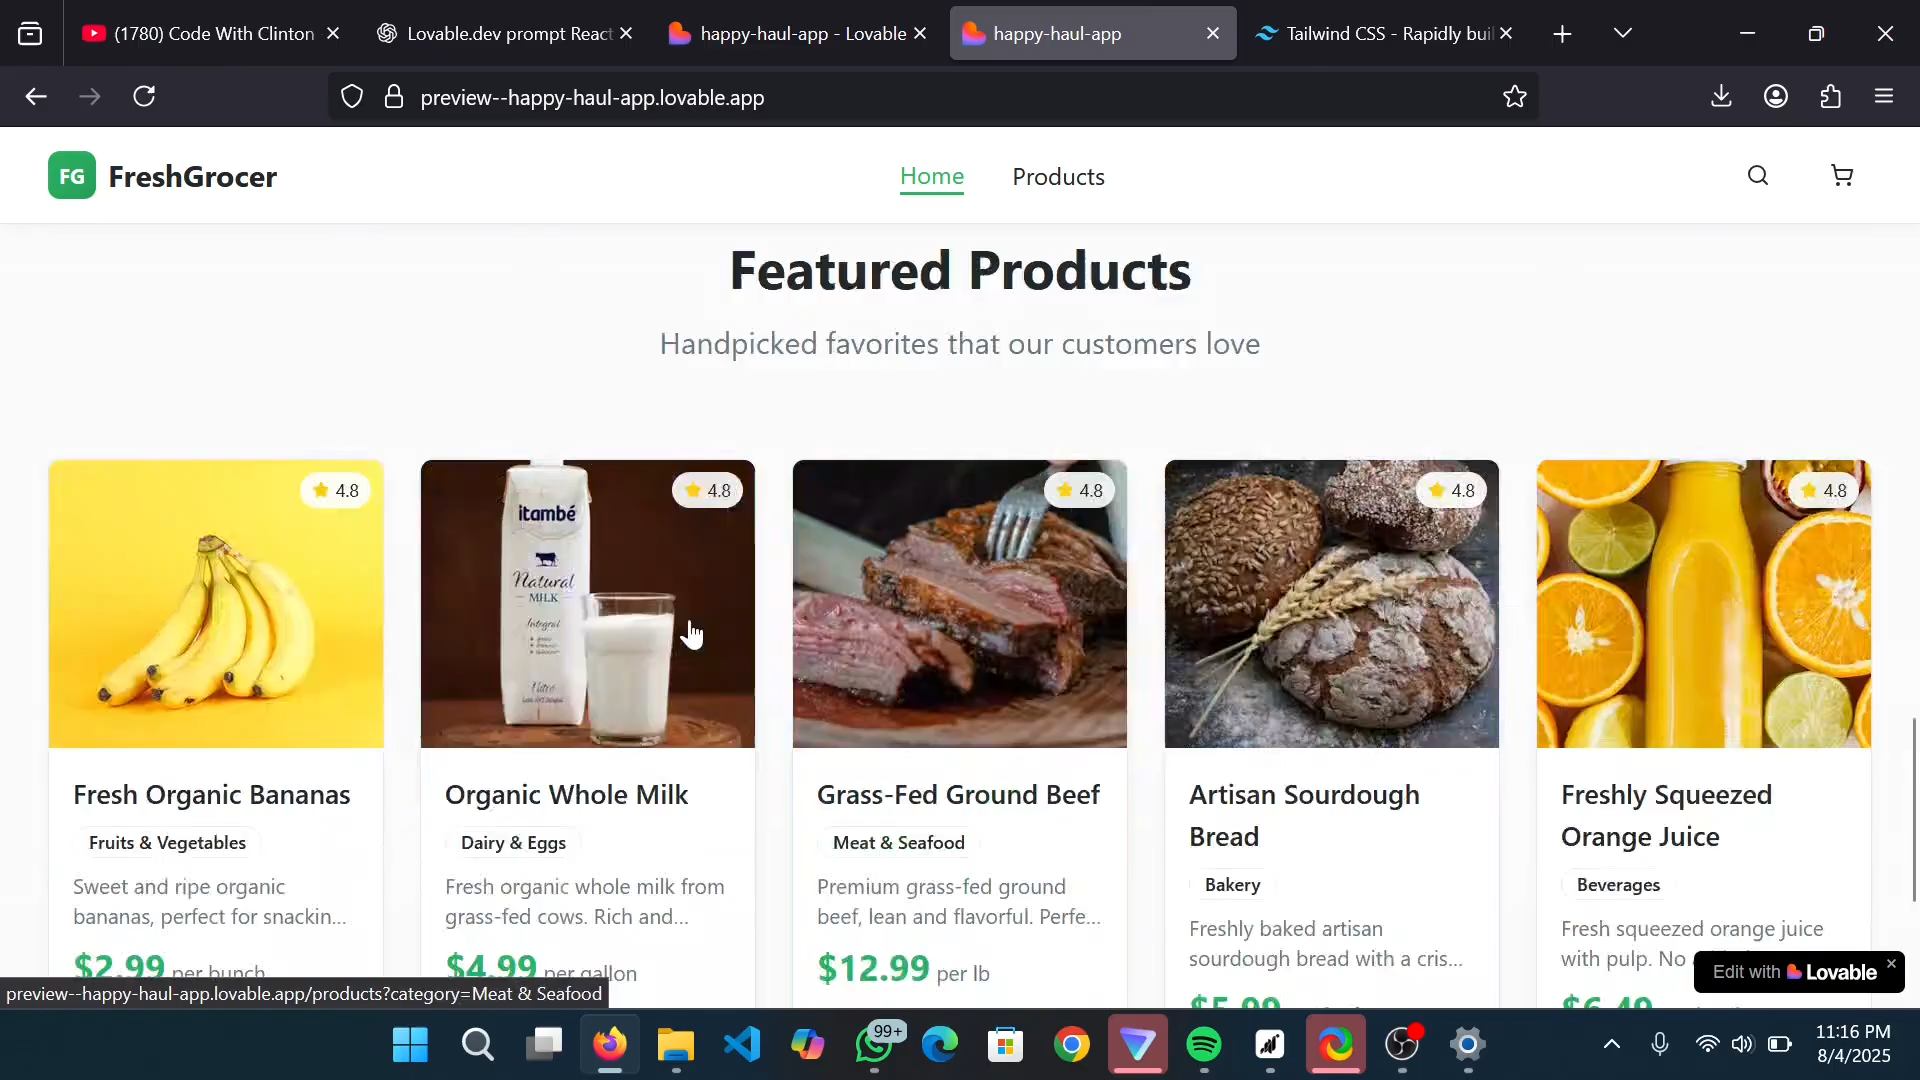 (1780) Code With Clinton
Lovable.dev prompt React
happy-haul-app - Lovable
happy-haul-app
Tailwind CSS - Rapidly buil
preview--happy-haul-app.lovable.app
FG
FreshGrocer
Home
Products
Featured Products
Handpicked favorites that our customers love
4.8
4.8
4.8
4.8
4.8
itambé
Natural
MILK
Integral
Fresh Organic Bananas
Fruits & Vegetables
Sweet and ripe organic
bananas, perfect for snackin...
$2.99 per bunch
Organic Whole Milk
Dairy & Eggs
Fresh organic whole milk from
grass-fed cows. Rich and...
$4.99 per gallon
Grass-Fed Ground Beef
Meat & Seafood
Premium grass-fed ground
beef, lean and flavorful. Perfe...
$12.99 per lb
Artisan Sourdough
Bread
Bakery
Freshly baked artisan
sourdough bread with a cris...
$5.99
Freshly Squeezed
Orange Juice
Beverages
Fresh squeezed orange juice
with pulp. No
$6.49
Edit with Lovable
preview--happy-haul-app.lovable.app/products?category=Meat & Seafood
99+
11:16 PM
8/4/2025